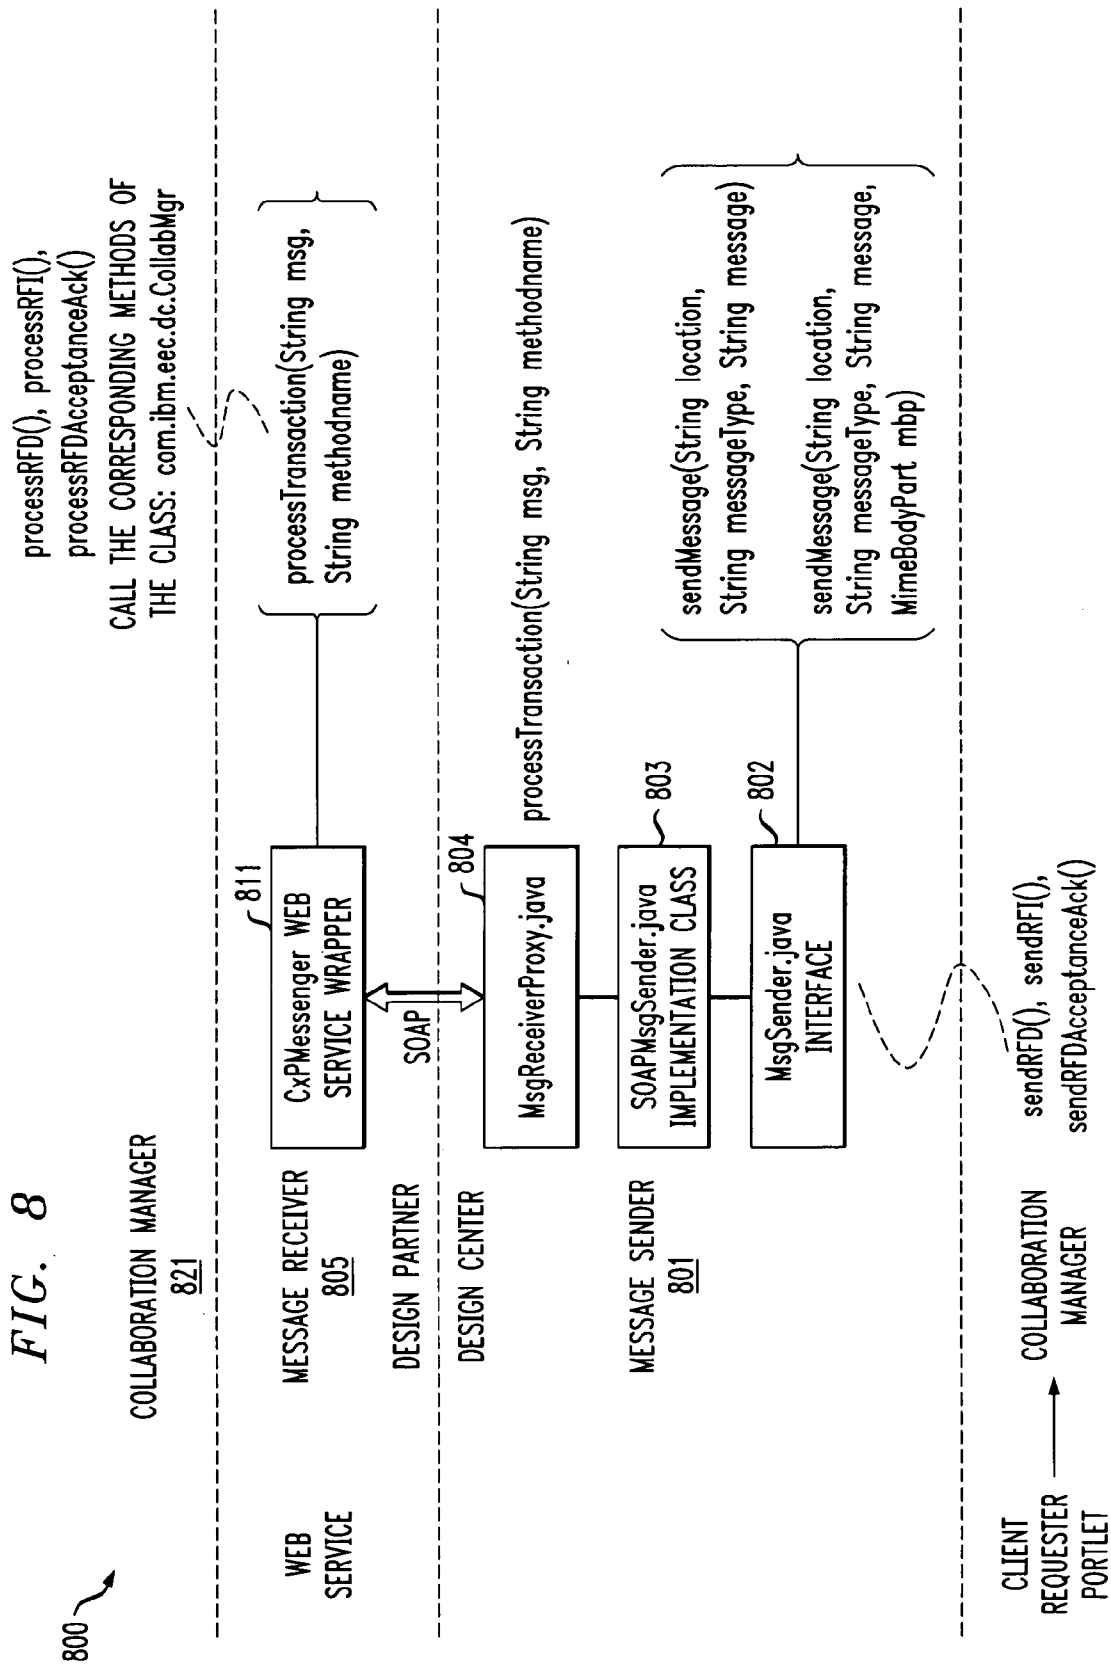 FIG. 8
800
COLLABORATION MANAGER
821
processRFD(), processRFI(),
processRFDAcceptanceAck()
CALL THE CORRESPONDING METHODS OF
THE CLASS: com.ibm.eec.dc.CollabMgr
WEB
SERVICE
MESSAGE RECEIVER
805
811
CxPMessenger WEB
SERVICE WRAPPER
processTransaction(String msg,
String methodname)
DESIGN PARTNER
SOAP
DESIGN CENTER
804
MsgReceiverProxy.java
processTransaction(String msg, String methodname)
MESSAGE SENDER
801
SOAPMsgSender.java
IMPLEMENTATION CLASS
803
MsgSender.java
INTERFACE
802
sendMessage(String location,
String messageType, String message)
sendMessage(String location,
String messageType, String message,
MimeBodyPart mbp)
CLIENT
REQUESTER
PORTLET
COLLABORATION
MANAGER
sendRFD(), sendRFI(),
sendRFDAcceptanceAck()